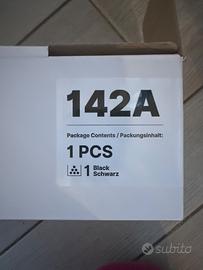 142A
Package Contents / Packungsinhalt:
1 PCS
1 Black
Schwarz
subito